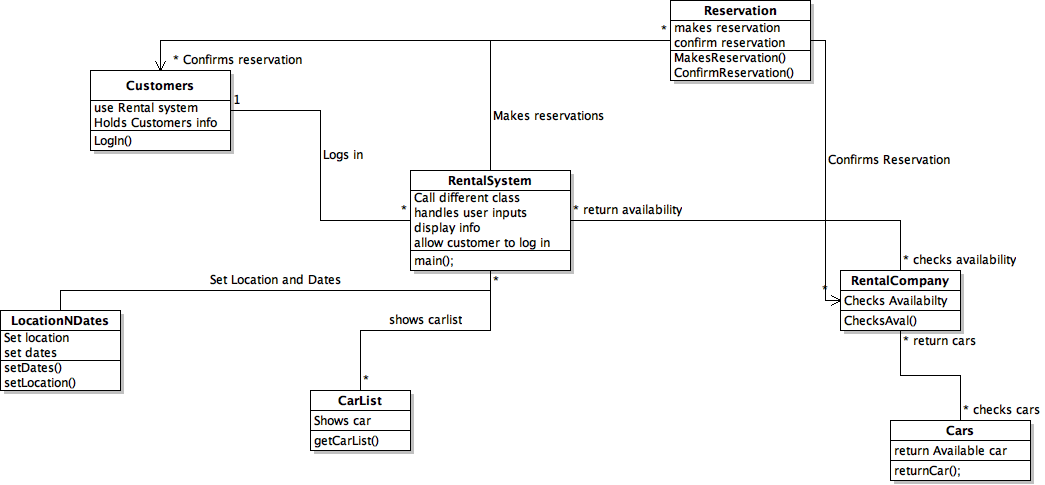 Reservation
makes reservation
confirm reservation
MakesReservation()
ConfirmReservation()
*
* Confirms reservation
Customers
use Rental system
Holds Customers info
LogIn()
1
Makes reservations
Logs in
Confirms Reservation
RentalSystem
Call different class
handles user inputs
display info
allow customer to log in
main();
*
* return availability
* checks availability
Set Location and Dates
*
RentalCompany
Checks Availabilty
ChecksAval()
*
LocationNDates
Set location
set dates
setDates()
setLocation()
shows carlist
* return cars
*
CarList
Shows car
getCarList()
* checks cars
Cars
return Available car
returnCar();